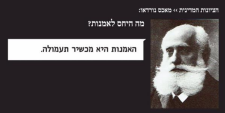 הציונות המדינית >> מאכס נורדאו:
מה היחס לאמנות?
האמנות היא מכשיר תעמולה.